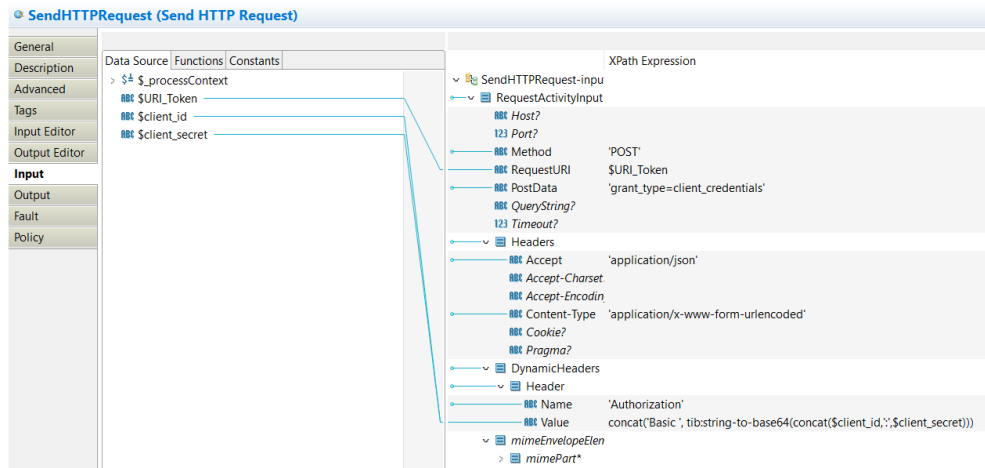 SendHTTPRequest (Send HTTP Request)
General
Description
Advanced
Tags
Input Editor
Output Editor
Input
Output
Fault
Policy
Data Source Functions Constants
$_processContext
$URI_Token
$client_id
$client_secret
XPath Expression
SendHTTPRequest-inpu
RequestActivityInput
Host?
Port?
Method 'POST'
RequestURI $URI_Token
PostData 'grant_type=client_credentials'
QueryString?
Timeout?
Headers
Accept 'application/json'
Accept-Charset
Accept-Encodin
Content-Type 'application/x-www-form-urlencoded'
Cookie?
Pragma?
DynamicHeaders
Header
Name 'Authorization'
Value concat('Basic ', tib:string-to-base64(concat($client_id,':',$client_secret)))
mimeEnvelopeElen
mimePart*